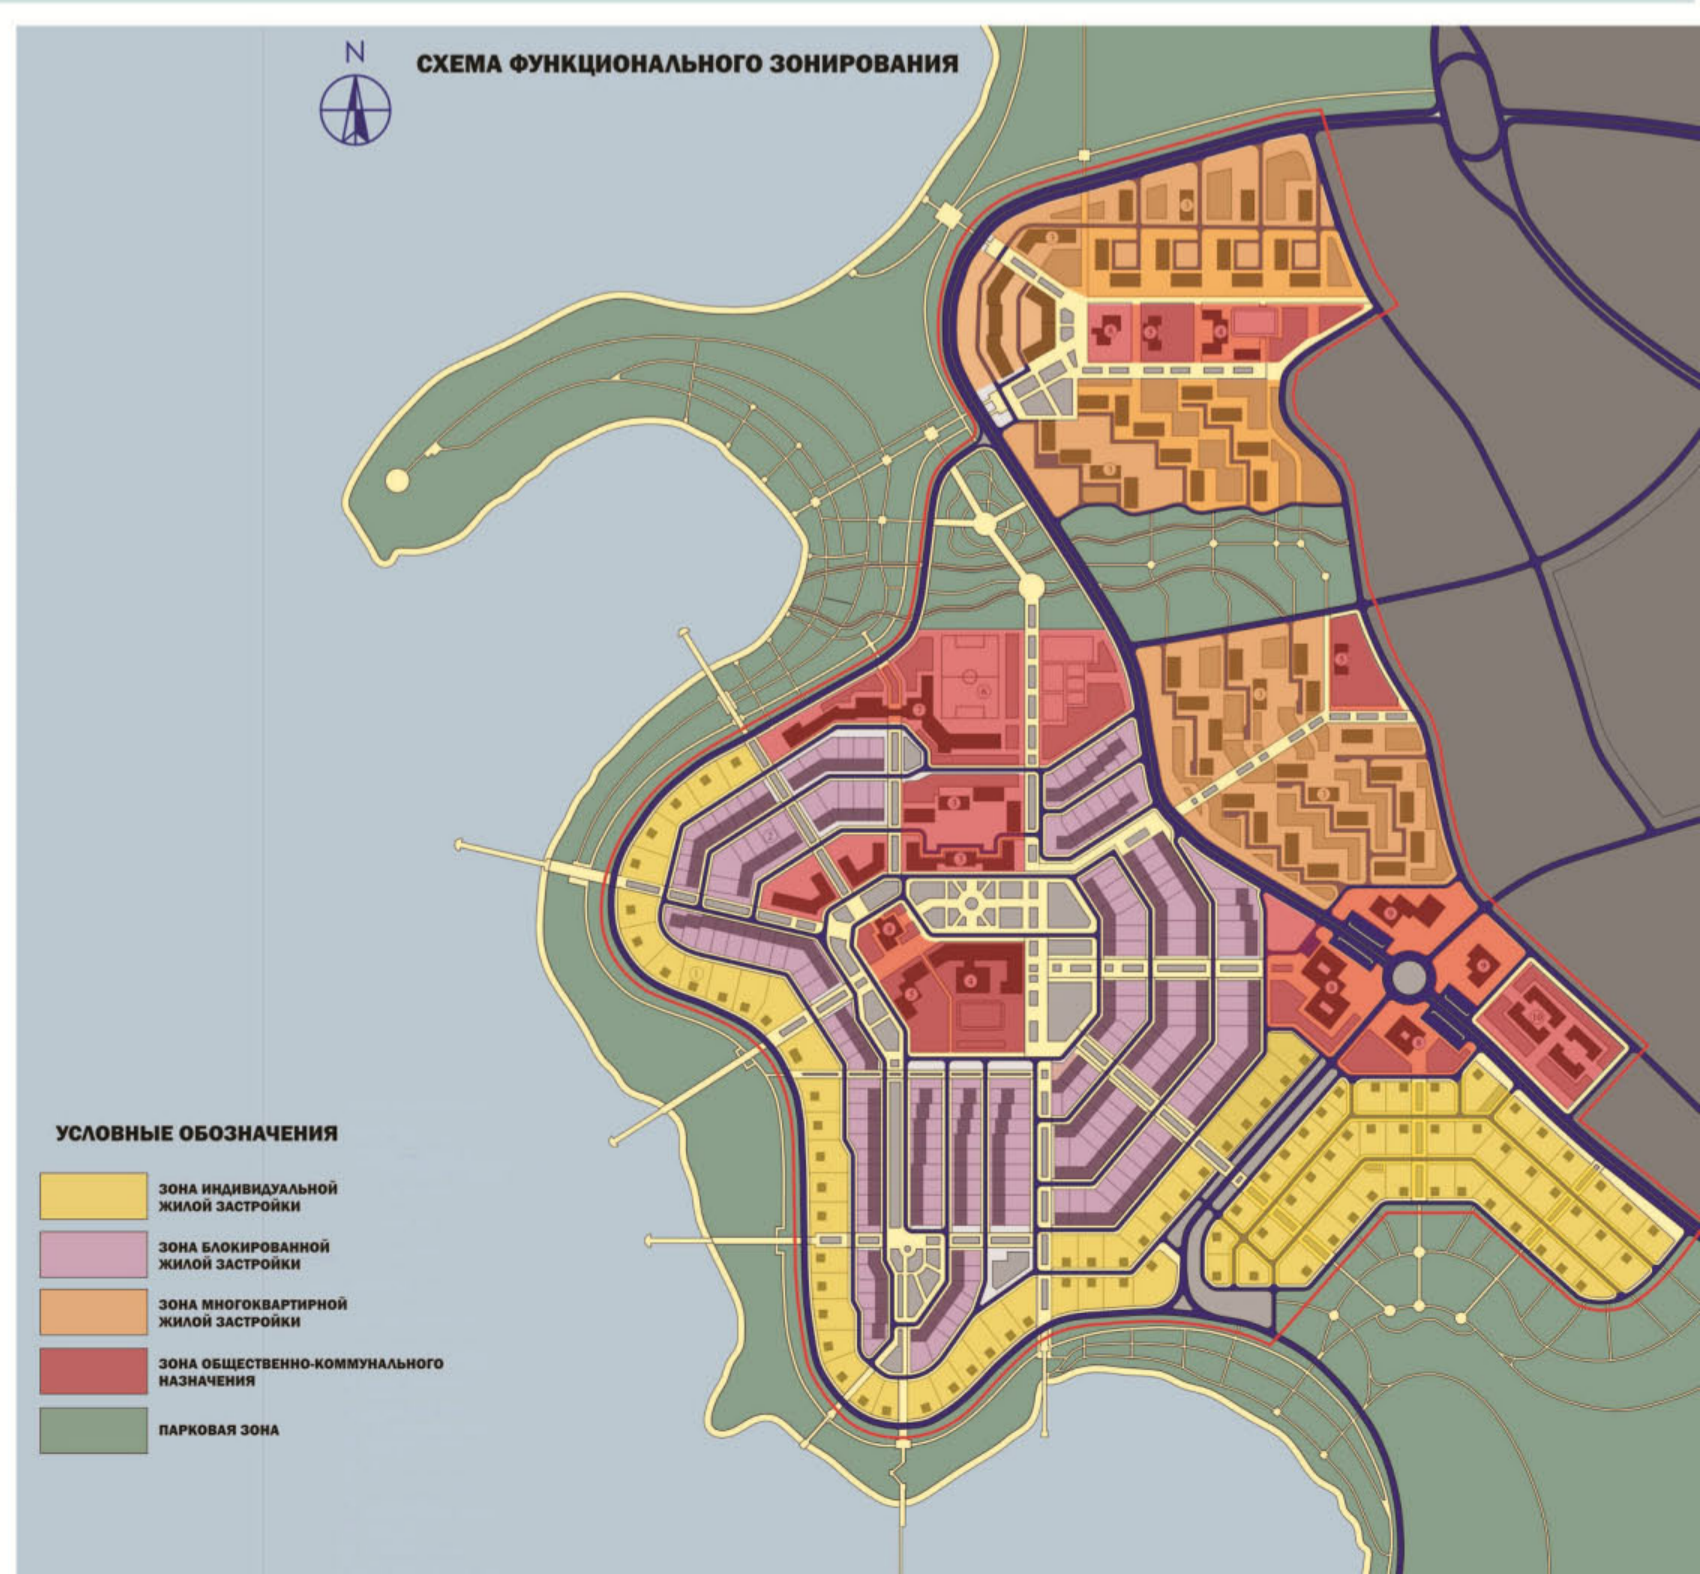 N
СХЕМА ФУНКЦИОНАЛЬНОГО ЗОНИРОВАНИЯ
УСЛОВНЫЕ ОБОЗНАЧЕНИЯ
ЗОНА ИНДИВИДУАЛЬНОЙ
ЖИЛОЙ ЗАСТРОЙКИ
ЗОНА БЛОКИРОВАННОЙ
ЖИЛОЙ ЗАСТРОЙКИ
ЗОНА МНОГОКВАРТИРНОЙ
ЖИЛОЙ ЗАСТРОЙКИ
ЗОНА ОБЩЕСТВЕННО-КОММУНАЛЬНОГО
НАЗНАЧЕНИЯ
ПАРКОВАЯ ЗОНА